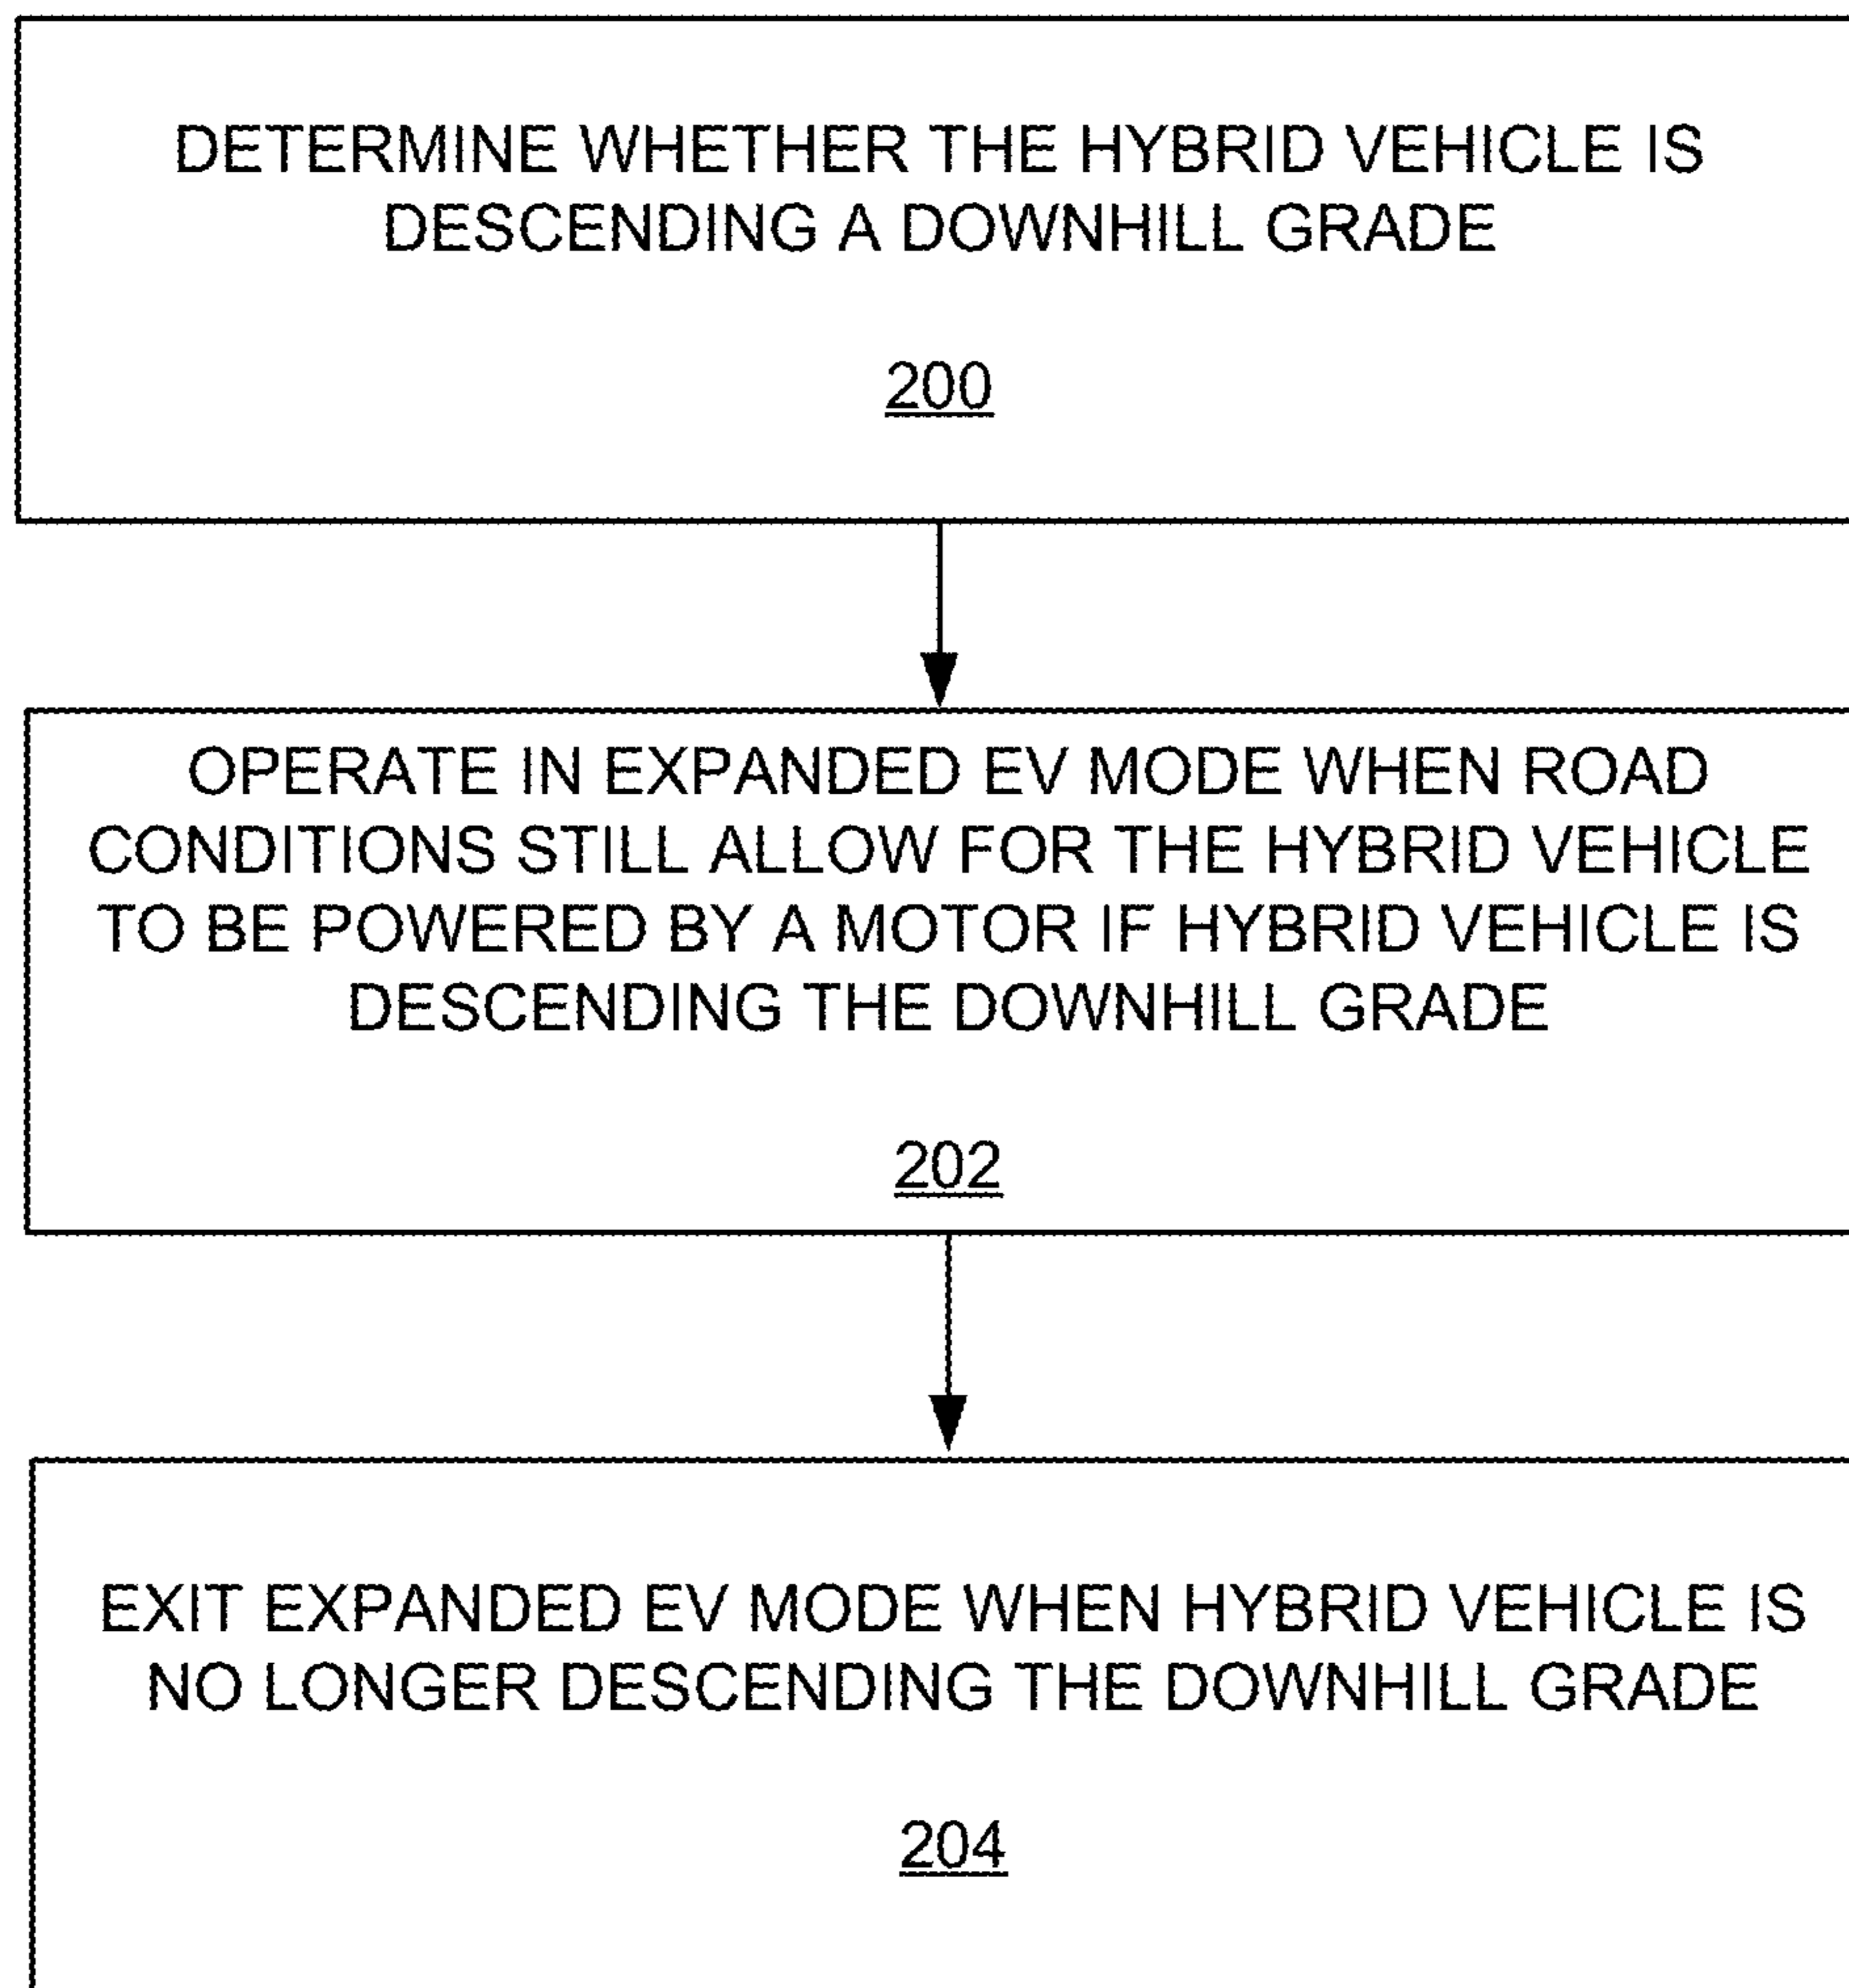 DETERMINE WHETHER THE HYBRID VEHICLE IS
DESCENDING A DOWNHILL GRADE
200
OPERATE IN EXPANDED EV MODE WHEN ROAD
CONDITIONS STILL ALLOW FOR THE HYBRID VEHICLE
TO BE POWERED BY A MOTOR IF HYBRID VEHICLE IS
DESCENDING THE DOWNHILL GRADE
202
EXIT EXPANDED EV MODE WHEN HYBRID VEHICLE IS
NO LONGER DESCENDING THE DOWNHILL GRADE
204